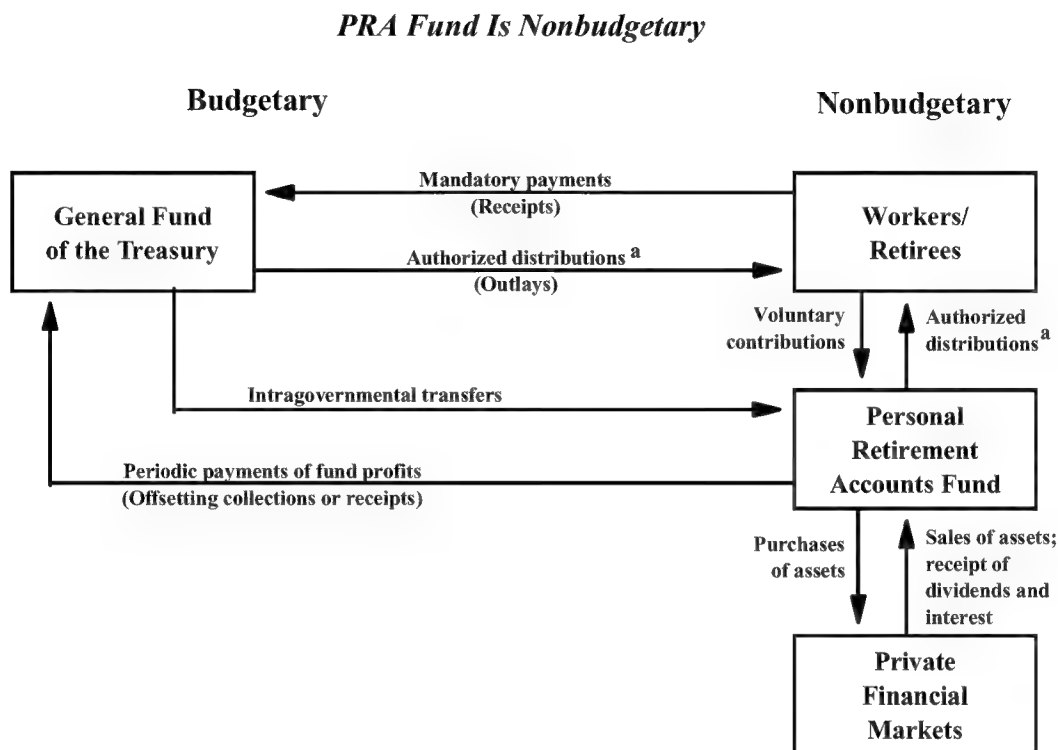 PRA Fund Is Nonbudgetary
Budgetary
Nonbudgetary
General Fund
of the Treasury
Mandatory payments
(Receipts)
Authorized distributions a
(Outlays)
Workers/
Retirees
Voluntary
contributions
Authorized
distributions a
Intragovernmental transfers
Personal
Retirement
Accounts Fund
Periodic payments of fund profits
(Offsetting collections or receipts)
Purchases
of assets
Sales of assets;
receipt of
dividends and
interest
Private
Financial
Markets